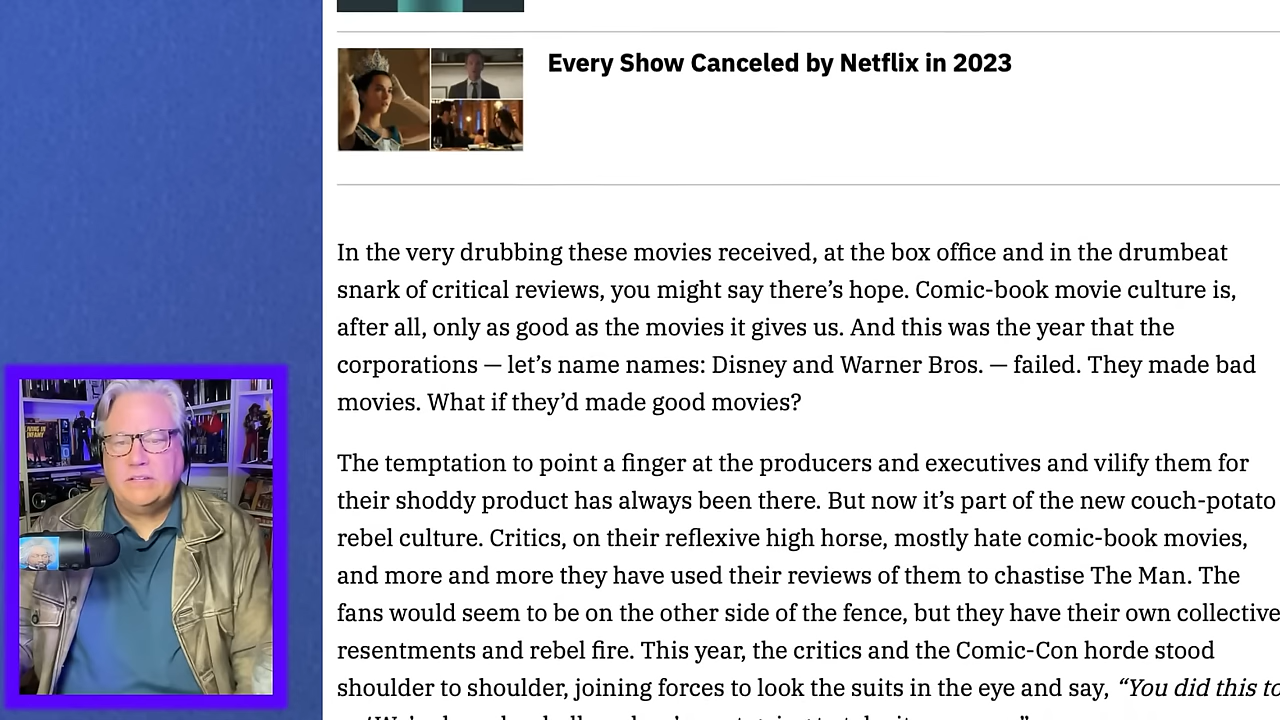 Every Show Canceled by Netflix in 2023
In the very drubbing these movies received, at the box office and in the drumbeat
snark of critical reviews, you might say there’s hope. Comic-book movie culture is,
after all, only as good as the movies it gives us. And this was the year that the
corporations — let’s name names: Disney and Warner Bros. — failed. They made bad
movies. What if they’d made good movies?
The temptation to point a finger at the producers and executives and vilify them for
their shoddy product has always been there. But now it’s part of the new couch-potato
rebel culture. Critics, on their reflexive high horse, mostly hate comic-book movies,
and more and more they have used their reviews of them to chastise The Man. The
fans would seem to be on the other side of the fence, but they have their own collective
resentments and rebel fire. This year, the critics and the Comic-Con horde stood
shoulder to shoulder, joining forces to look the suits in the eye and say, “You did this to